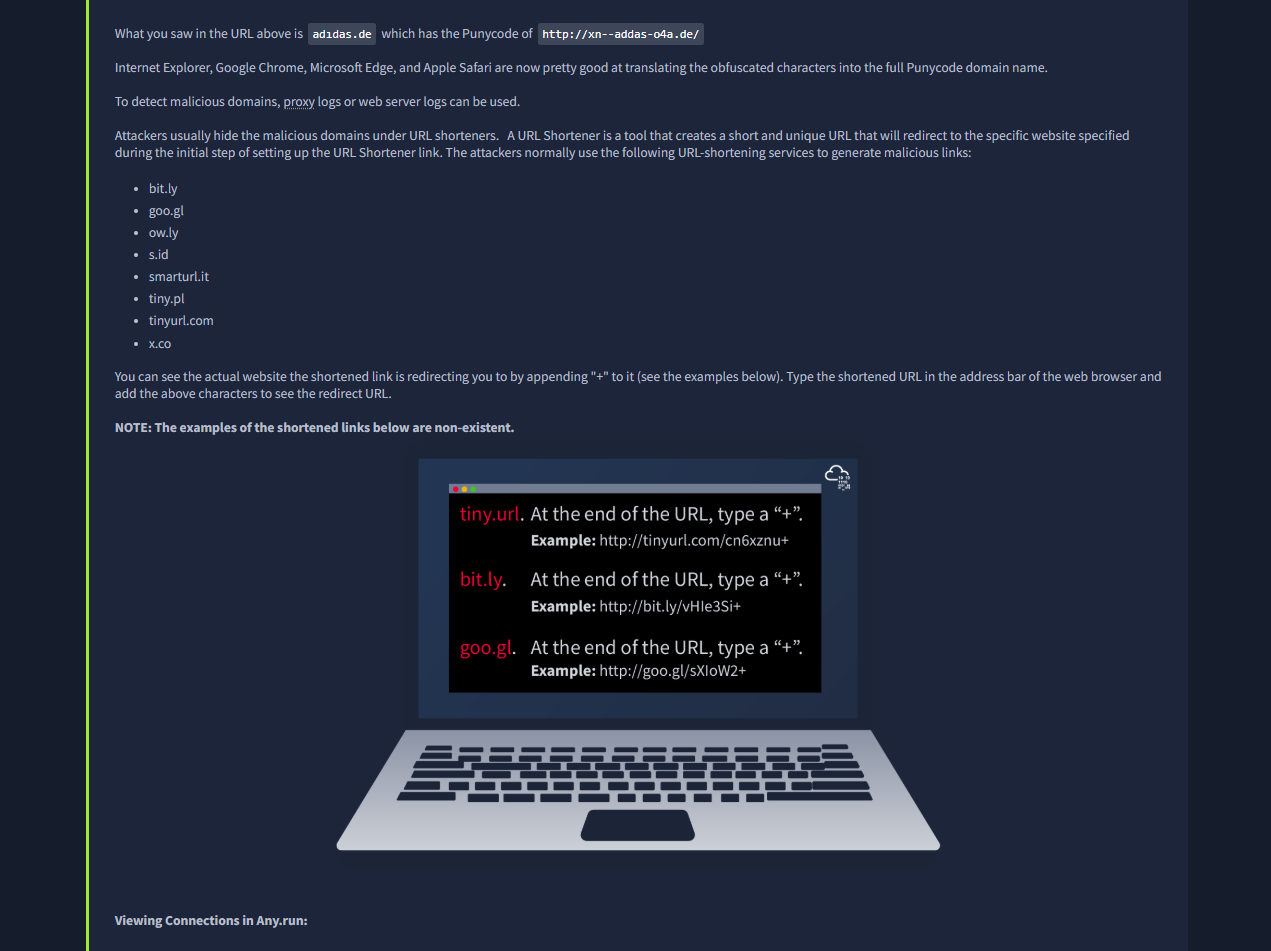 What you saw in the URL above is adıdas.de which has the Punycode of http://xn--addas-o4a.de/
Internet Explorer, Google Chrome, Microsoft Edge, and Apple Safari are now pretty good at translating the obfuscated characters into the full Punycode domain name.
To detect malicious domains, proxy logs or web server logs can be used.
Attackers usually hide the malicious domains under URL shorteners.   A URL Shortener is a tool that creates a short and unique URL that will redirect to the specific website specified
during the initial step of setting up the URL Shortener link. The attackers normally use the following URL-shortening services to generate malicious links:
• bit.ly
• goo.gl
• ow.ly
• s.id
• smarturl.it
• tiny.pl
• tinyurl.com
• x.co
You can see the actual website the shortened link is redirecting you to by appending "+" to it (see the examples below). Type the shortened URL in the address bar of the web browser and
add the above characters to see the redirect URL.
NOTE: The examples of the shortened links below are non-existent.
tiny.url. At the end of the URL, type a “+”.
Example: http://tinyurl.com/cn6xznu+
bit.ly. At the end of the URL, type a “+”.
Example: http://bit.ly/vHIe3Si+
goo.gl. At the end of the URL, type a “+”.
Example: http://goo.gl/sXIoW2+
Viewing Connections in Any.run: